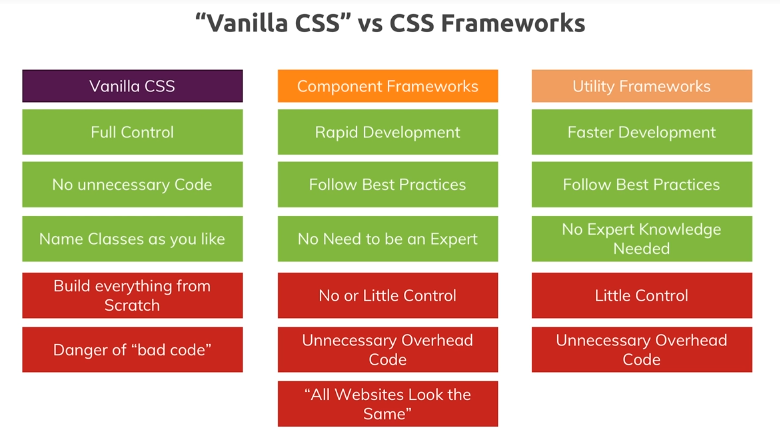 “Vanilla CSS” vs CSS Frameworks
Vanilla CSS
Full Control
No unnecessary Code
Name Classes as you like
Build everything from
Scratch
Danger of “bad code”
Component Frameworks
Rapid Development
Follow Best Practices
No Need to be an Expert
No or Little Control
Unnecessary Overhead
Code
“All Websites Look the
Same”
Utility Frameworks
Faster Development
Follow Best Practices
No Expert Knowledge
Needed
Little Control
Unnecessary Overhead
Code